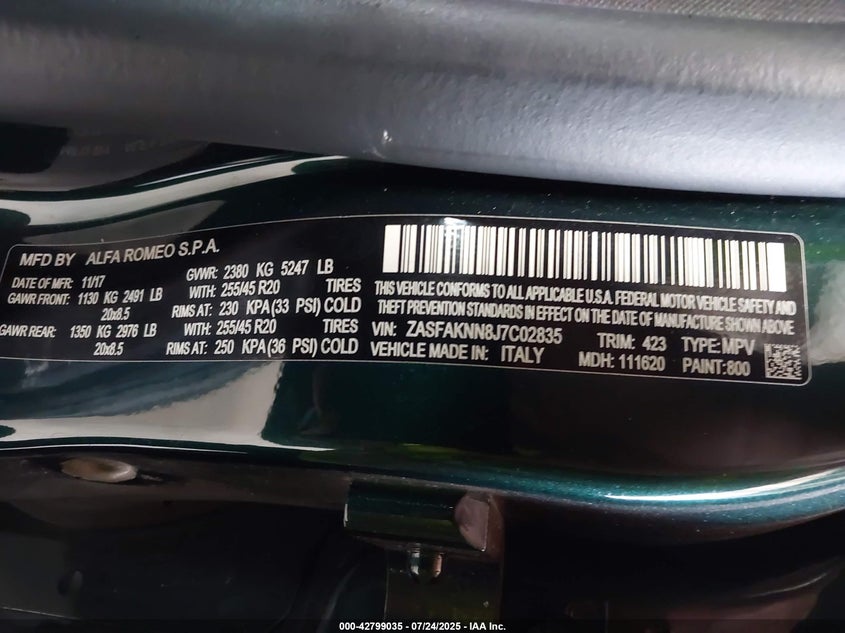 MFD BY ALFA ROMEO S.P.A.
DATE OF MFR: 11/17 GVWR: 2380 KG 5247 LB
GAWR FRONT: 1130 KG 2491 LB WITH: 255/45 R20 TIRES
20x8.5 RIMS AT: 230 KPA(33 PSI) COLD
GAWR REAR: 1350 KG 2976 LB WITH: 255/45 R20 TIRES
20x8.5 RIMS AT: 250 KPA(36 PSI) COLD
THIS VEHICLE CONFORMS TO ALL APPLICABLE U.S.A. FEDERAL MOTOR VEHICLE SAFETY AND
THEFT PREVENTION STANDARDS IN EFFECT ON THE DATE OF MANUFACTURE SHOWN ABOVE
VIN: ZASFAKNN8J7C02835 TRIM: 423 TYPE: MPV
VEHICLE MADE IN: ITALY MDH: 111620 PAINT: 800
000-42799035 - 07/24/2025 - IAA Inc.